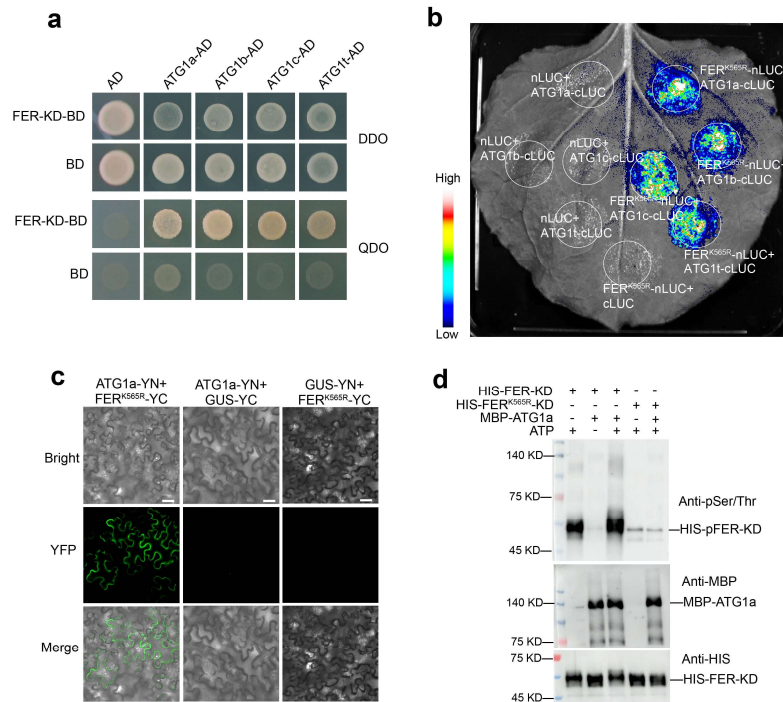 a
AD
ATG1a-AD
ATG1b-AD
ATG1c-AD
ATG1t-AD
FER-KD-BD
BD
DDO
FER-KD-BD
BD
QDO
b
High
Low
nLUC+
ATG1a-cLUC
FERK565R-nLUC+
ATG1a-cLUC
nLUC+
ATG1b-cLUC
nLUC+
ATG1c-cLUC
FERK565R-nLUC+
ATG1b-cLUC
FERK565R-nLUC+
ATG1c-cLUC
nLUC+
ATG1t-cLUC
FERK565R-nLUC+
ATG1t-cLUC
FERK565R-nLUC+
cLUC
c
ATG1a-YN+ ATG1a-YN+ GUS-YN+
FERK565R-YC GUS-YC FERK565R-YC
Bright
YFP
Merge
d
HIS-FER-KD + + + - -
HIS-FERK565R-KD - - - + +
MBP-ATG1a - + + - +
ATP + - + + +
140 KD
75 KD
45 KD
Anti-pSer/Thr
HIS-pFER-KD
140 KD
75 KD
Anti-MBP
MBP-ATG1a
75 KD
45 KD
Anti-HIS
HIS-FER-KD